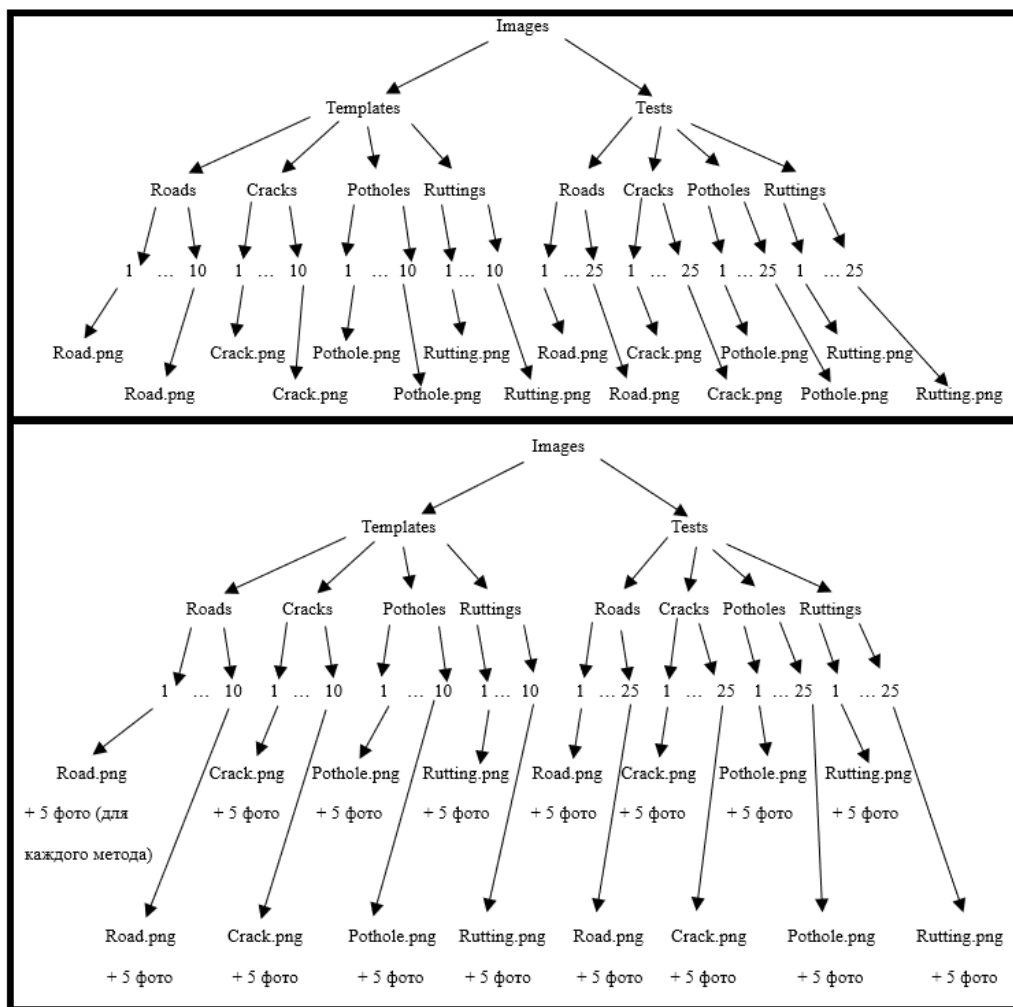 Images
Templates Tests
Roads Cracks Potholes Ruttings Roads Cracks Potholes Ruttings
1 … 10 1 … 10 1 … 10 1 … 10 1 … 25 1 … 25 1 … 25 1 … 25
Road.png Crack.png Pothole.png Rutting.png Road.png Crack.png Pothole.png Rutting.png
Road.png Crack.png Pothole.png Rutting.png Road.png Crack.png Pothole.png Rutting.png
Images
Templates Tests
Roads Cracks Potholes Ruttings Roads Cracks Potholes Ruttings
1 … 10 1 … 10 1 … 10 1 … 10 1 … 25 1 … 25 1 … 25 1 … 25
Road.png Crack.png Pothole.png Rutting.png Road.png Crack.png Pothole.png Rutting.png
+ 5 фото (для + 5 фото + 5 фото + 5 фото + 5 фото + 5 фото + 5 фото + 5 фото
каждого метода)
Road.png Crack.png Pothole.png Rutting.png Road.png Crack.png Pothole.png Rutting.png
+ 5 фото + 5 фото + 5 фото + 5 фото + 5 фото + 5 фото + 5 фото + 5 фото